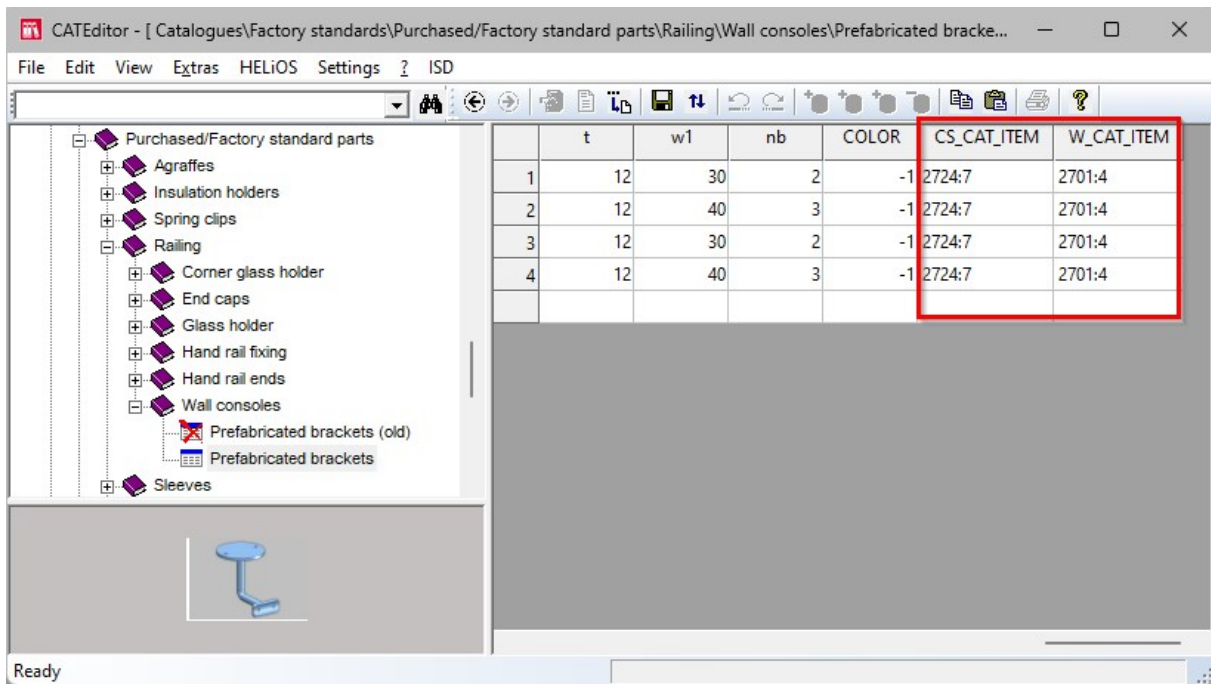 CATEditor - [ Catalogues\Factory standards\Purchased/Factory standard parts\Railing\Wall consoles\Prefabricated bracke...
File Edit View Extras HELiOS Settings ? ISD
Purchased/Factory standard parts
Agraffes
Insulation holders
Spring clips
Railing
Corner glass holder
End caps
Glass holder
Hand rail fixing
Hand rail ends
Wall consoles
Prefabricated brackets (old)
Prefabricated brackets
Sleeves
t w1 nb COLOR CS_CAT_ITEM W_CAT_ITEM
1 12 30 2 -1 2724:7 2701:4
2 12 40 3 -1 2724:7 2701:4
3 12 30 2 -1 2724:7 2701:4
4 12 40 3 -1 2724:7 2701:4
Ready